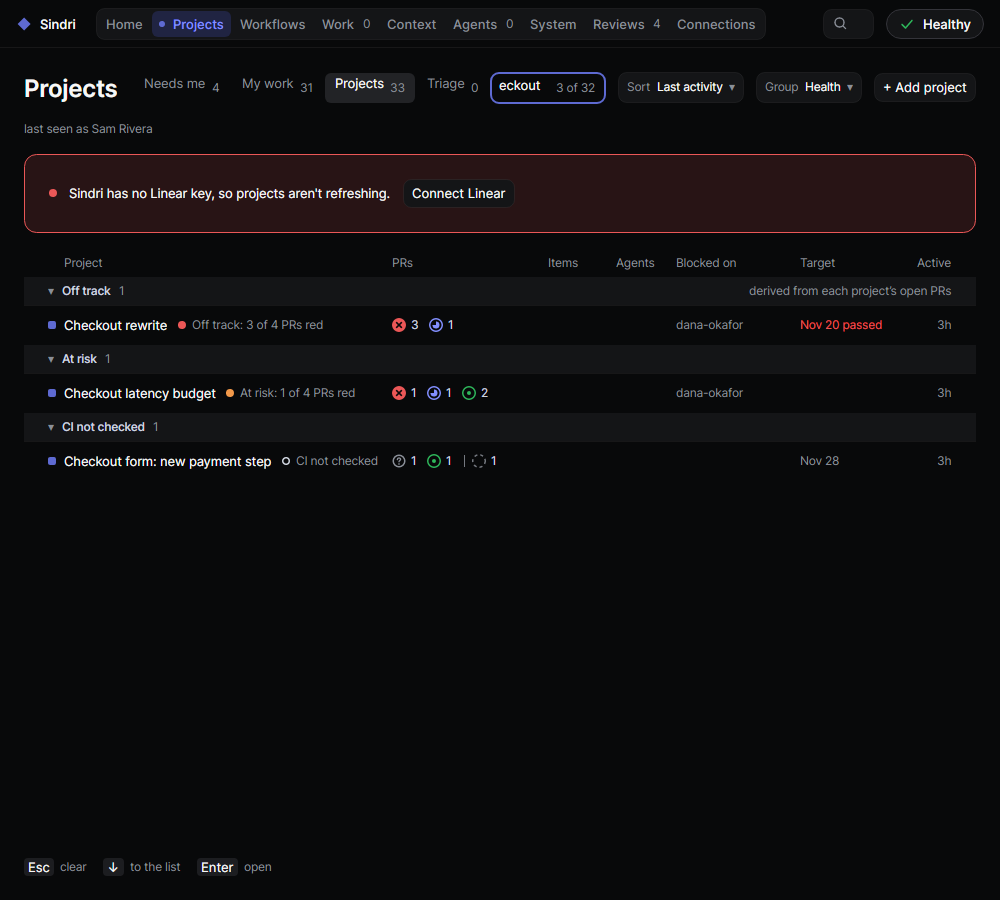 Sindri Home Projects Workflows Work 0 Context Agents 0 System Reviews 4 Connections Healthy
Projects Needs me 4 My work 31 Projects 33 Triage 0 eckout 3 of 32 Sort Last activity ▾ Group Health ▾ + Add project
last seen as Sam Rivera
Sindri has no Linear key, so projects aren't refreshing. Connect Linear
Project PRs Items Agents Blocked on Target Active
▾ Off track 1 derived from each project's open PRs
Checkout rewrite Off track: 3 of 4 PRs red 3 1 dana-okafor Nov 20 passed 3h
▾ At risk 1
Checkout latency budget At risk: 1 of 4 PRs red 1 1 2 dana-okafor 3h
▾ CI not checked 1
Checkout form: new payment step CI not checked 1 1 | 1 Nov 28 3h
Esc clear ↓ to the list Enter open